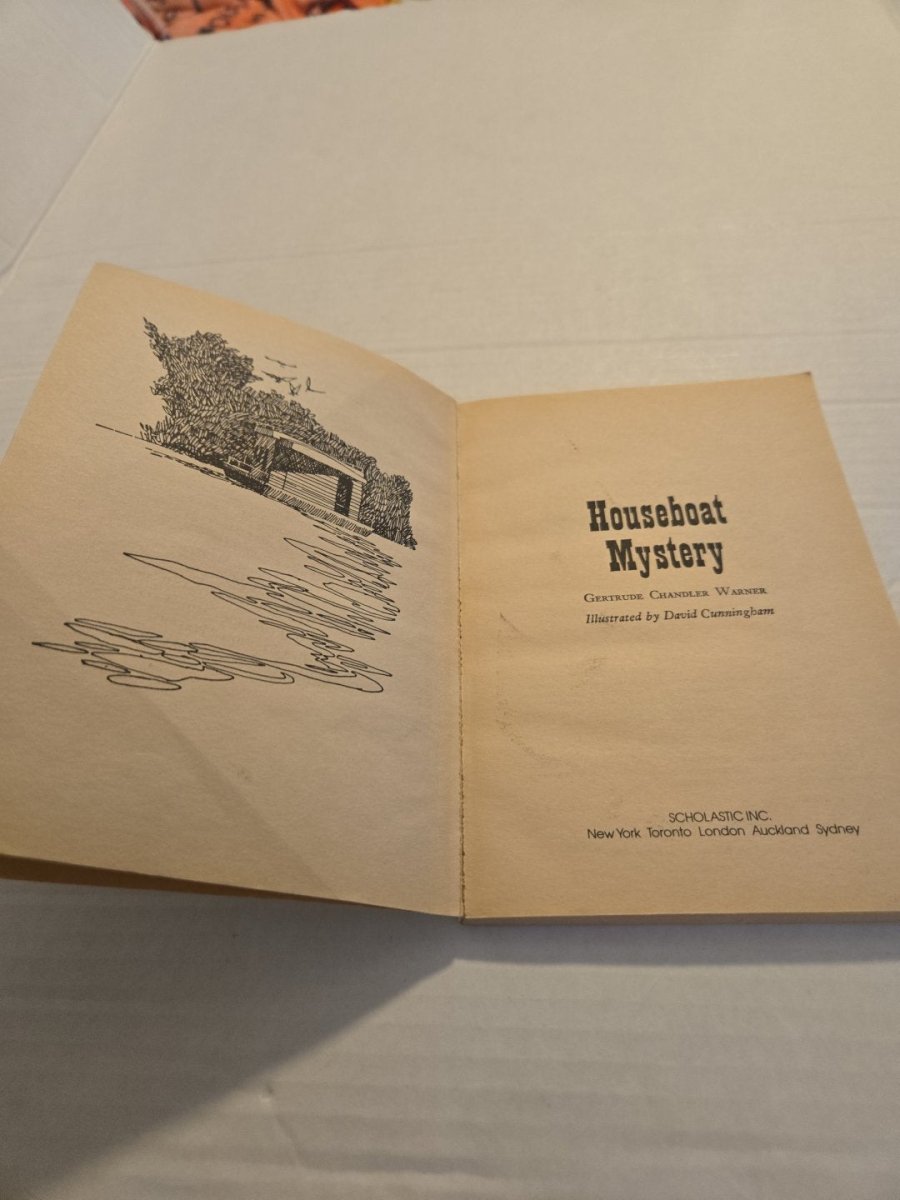 Houseboat
Mystery
Gertrude Chandler Warner
Illustrated by David Cunningham
SCHOLASTIC INC.
New York Toronto London Auckland Sydney